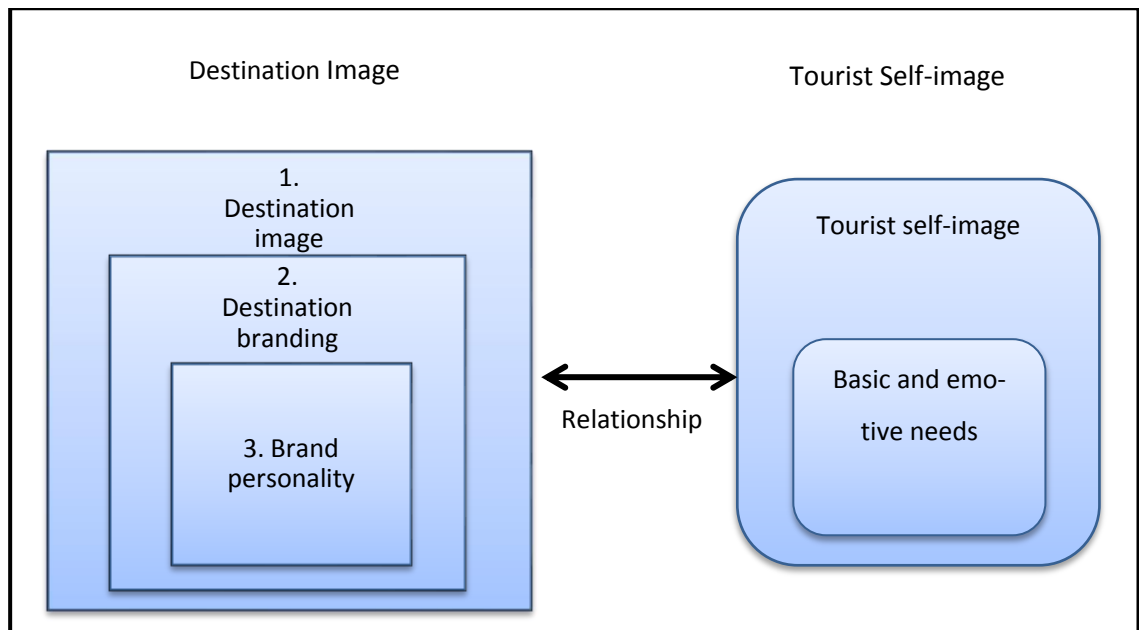 Destination Image
Tourist Self-image
1.
Destination
image
2.
Destination
branding
3. Brand
personality
Relationship
Tourist self-image
Basic and emo-
tive needs